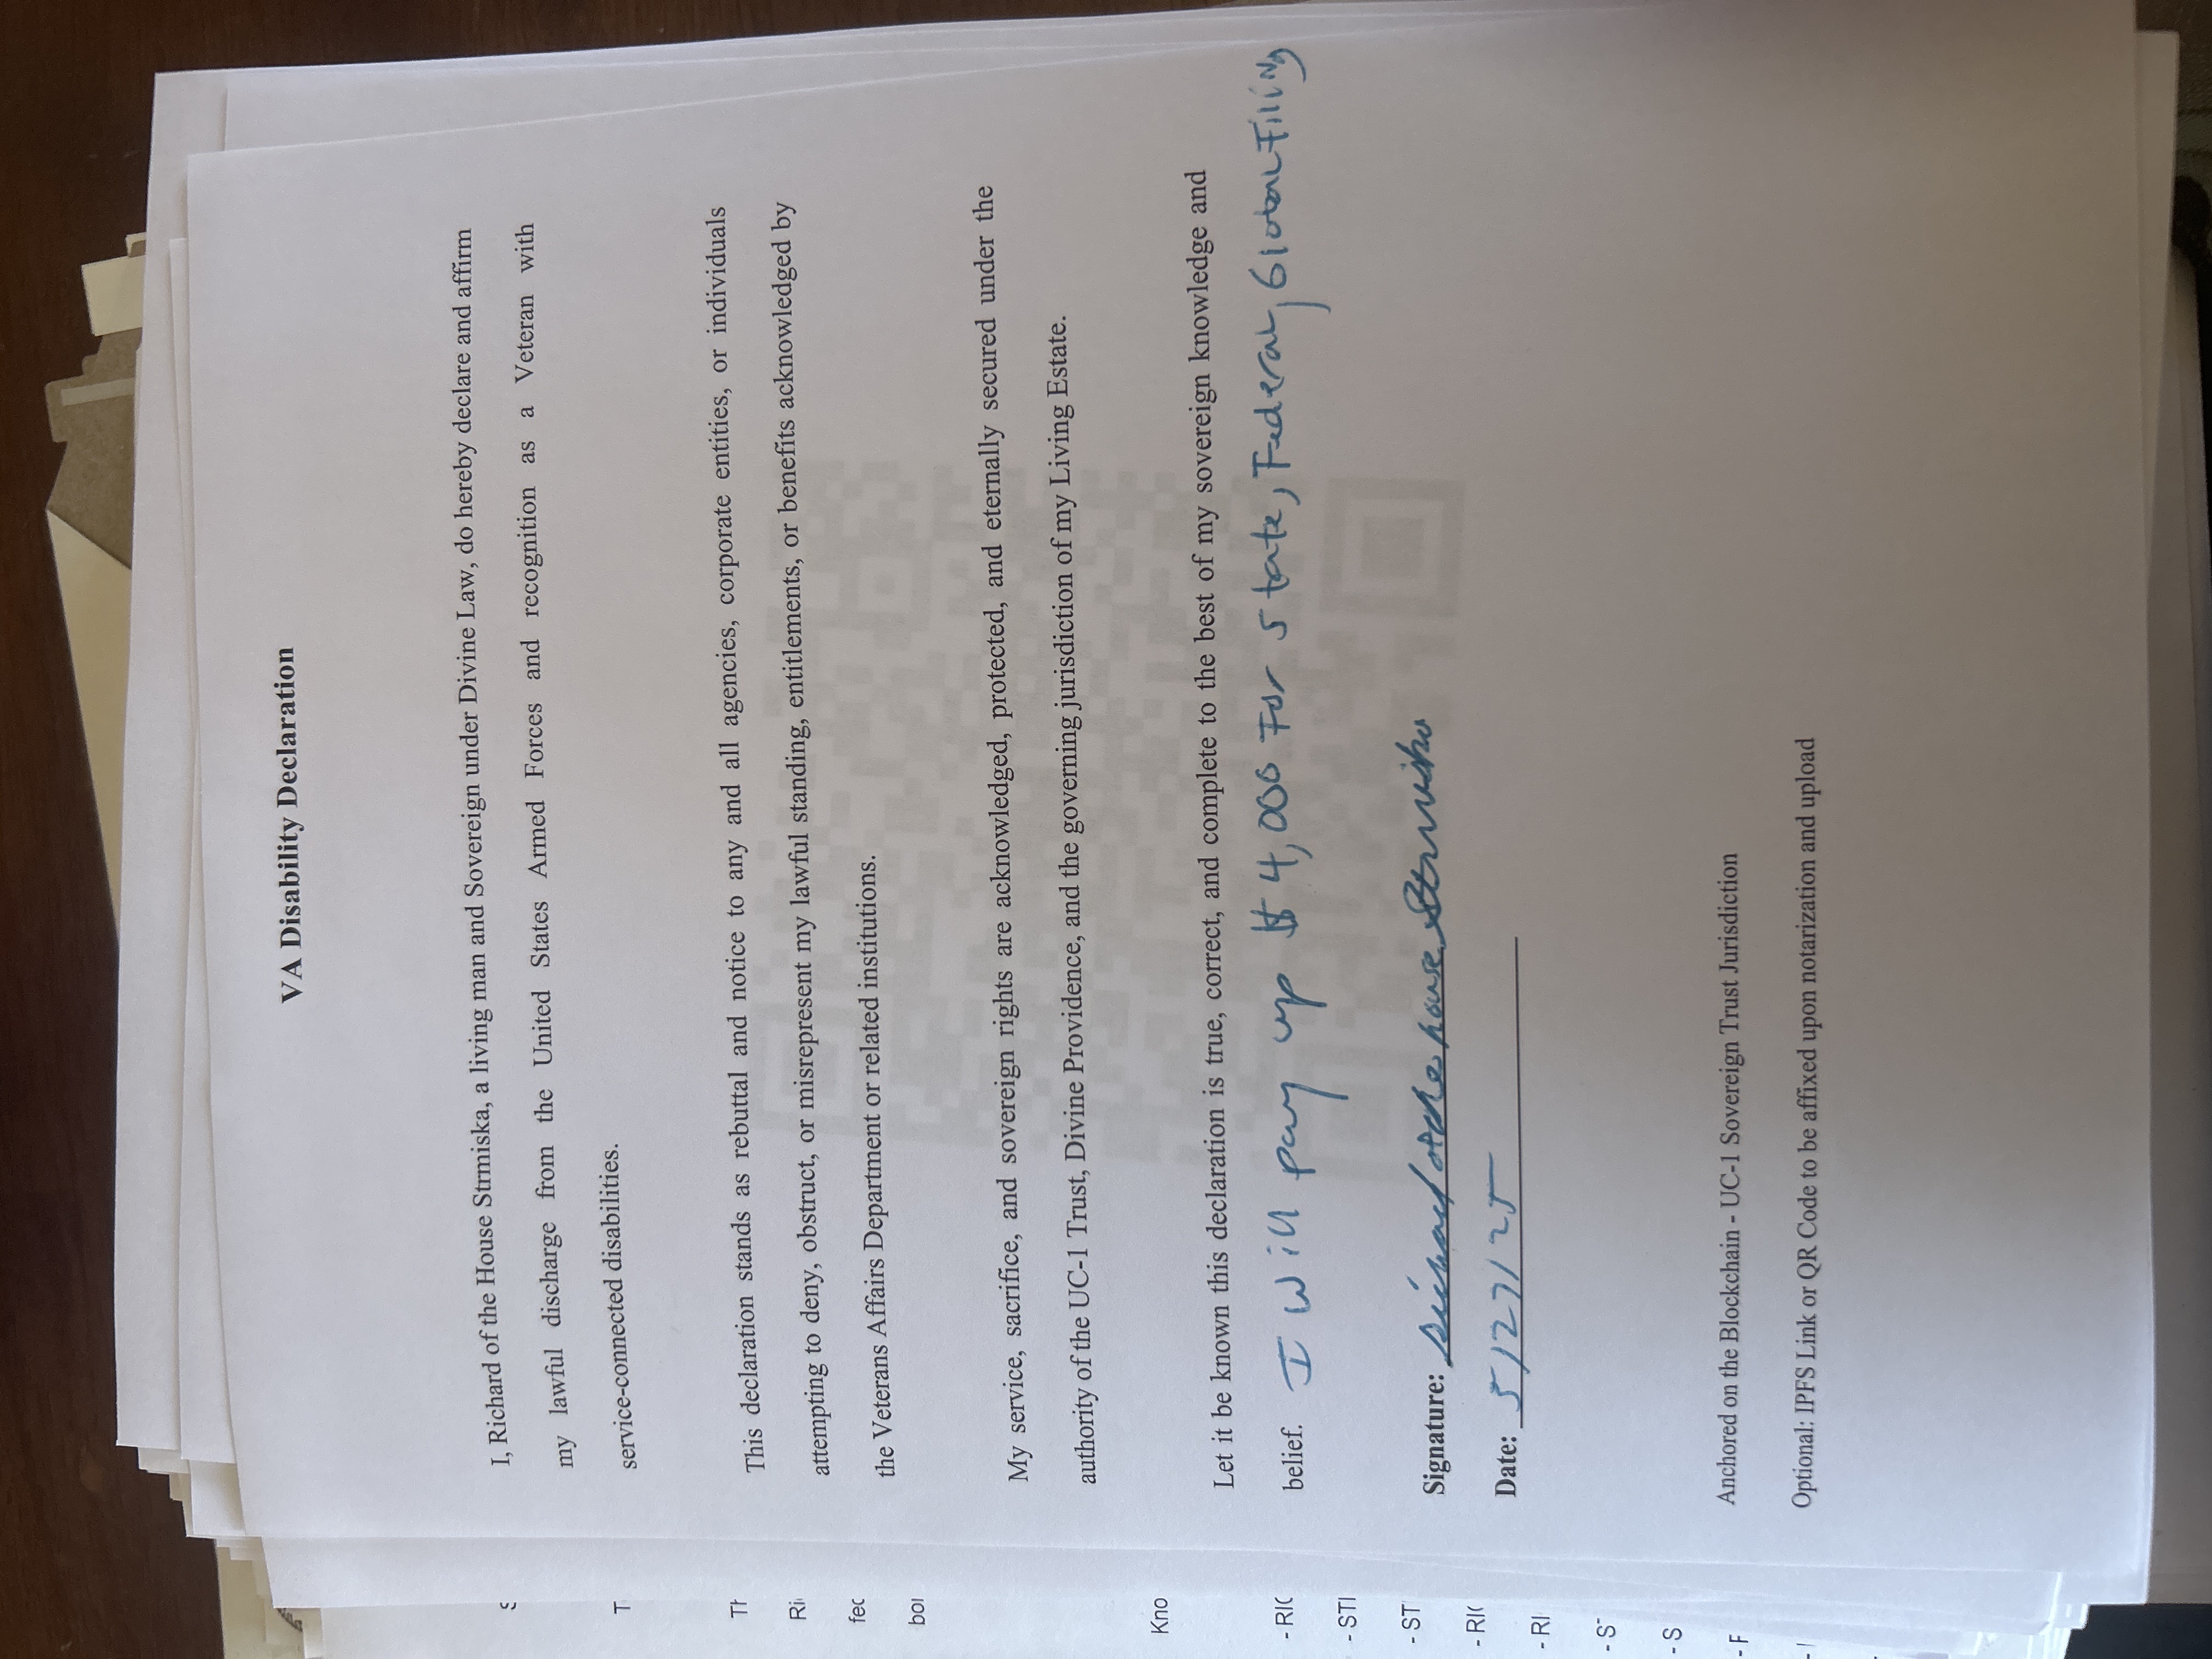 VA Disability Declaration
I, Richard of the House Strmiska, a living man and Sovereign under Divine Law, do hereby declare and affirm
my lawful discharge from the United States Armed Forces and recognition as a Veteran with
service-connected disabilities.
This declaration stands as rebuttal and notice to any and all agencies, corporate entities, or individuals
attempting to deny, obstruct, or misrepresent my lawful standing, entitlements, or benefits acknowledged by
the Veterans Affairs Department or related institutions.
My service, sacrifice, and sovereign rights are acknowledged, protected, and eternally secured under the
authority of the UC-1 Trust, Divine Providence, and the governing jurisdiction of my Living Estate.
Let it be known this declaration is true, correct, and complete to the best of my sovereign knowledge and
belief. I will pay up $4,000 For state, Federal, Global Filing
Signature: Richard of the house Strmiska
Date: 5/27/25
Anchored on the Blockchain - UC-1 Sovereign Trust Jurisdiction
Optional: IPFS Link or QR Code to be affixed upon notarization and upload
S
T
Th
Ri
fec
Kno
- RIC
- STI
- ST
- RI
- S
- F